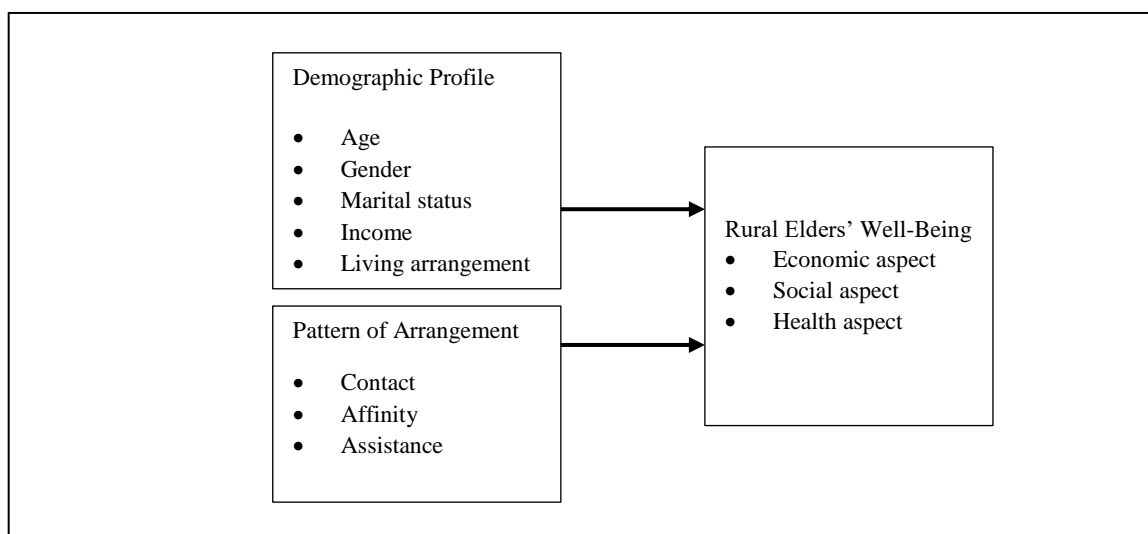 Demographic Profile
• Age
• Gender
• Marital status
• Income
• Living arrangement
Pattern of Arrangement
• Contact
• Affinity
• Assistance
Rural Elders’ Well-Being
• Economic aspect
• Social aspect
• Health aspect